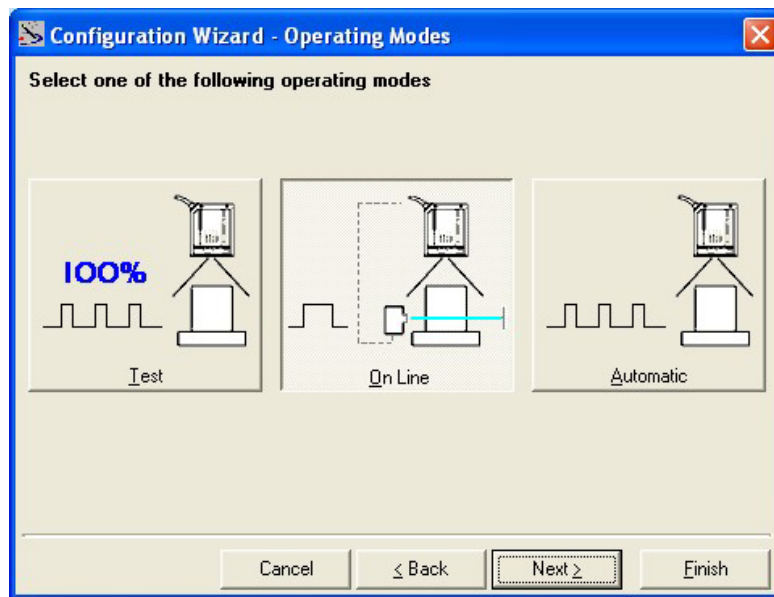 Configuration Wizard - Operating Modes
Select one of the following operating modes
100%
Test
On Line
Automatic
Cancel
< Back
Next >
Finish